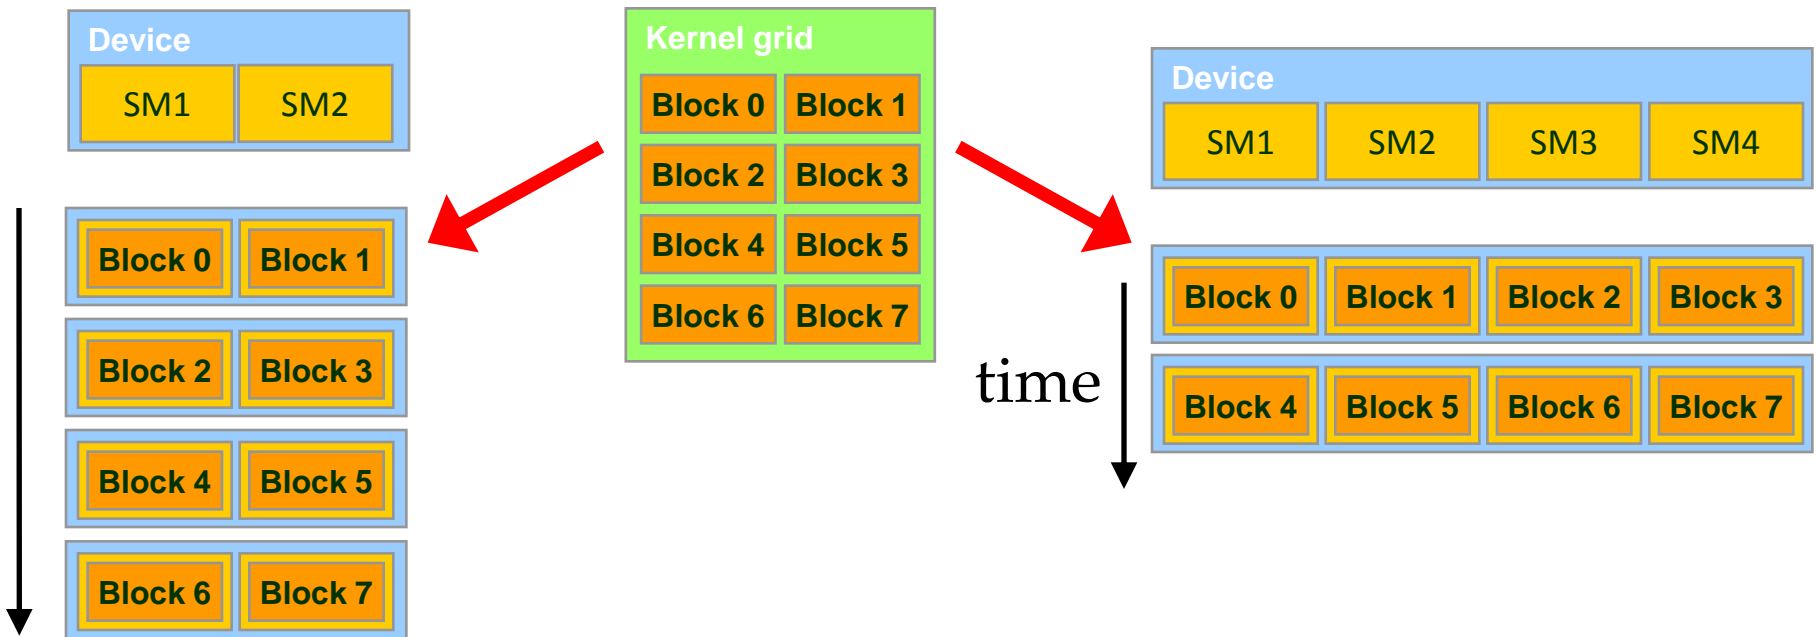 Device
SM1 SM2
Block 0 Block 1
Block 2 Block 3
Block 4 Block 5
Block 6 Block 7
Kernel grid
Block 0 Block 1
Block 2 Block 3
Block 4 Block 5
Block 6 Block 7
Device
SM1 SM2 SM3 SM4
time
Block 0 Block 1 Block 2 Block 3
Block 4 Block 5 Block 6 Block 7